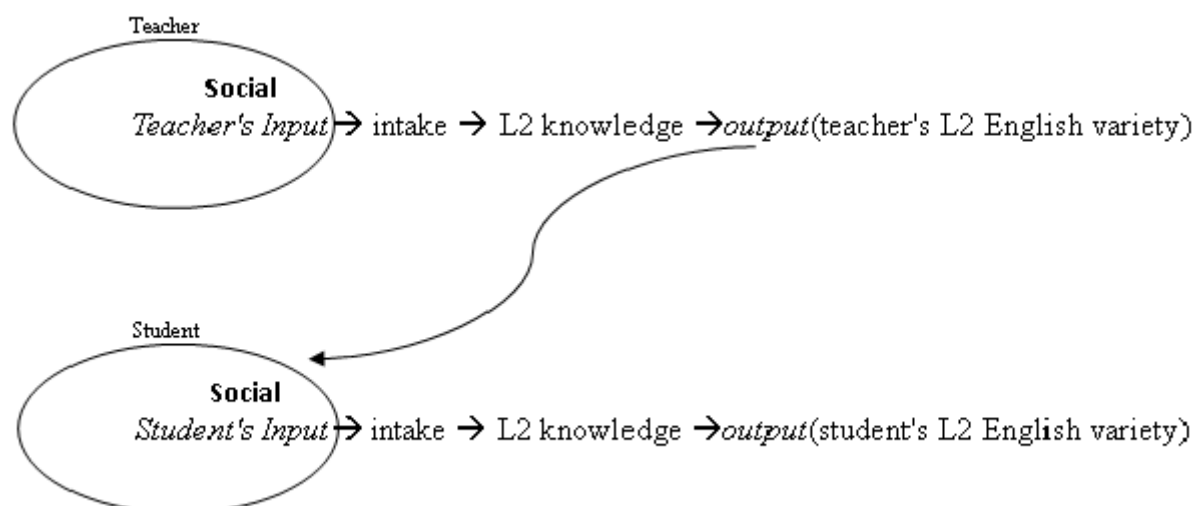 Teacher
Social
Teacher's Input → intake → L2 knowledge →output(teacher's L2 English variety)
Student
Social
Student's Input → intake → L2 knowledge →output(student's L2 English variety)